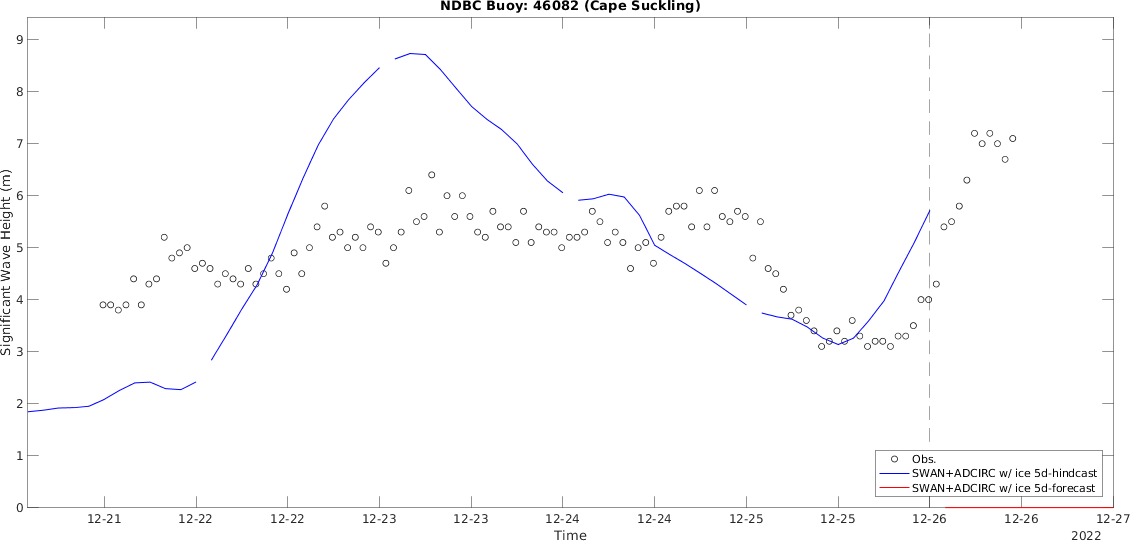 NDBC Buoy: 46082 (Cape Suckling)
Significant Wave Height (m)
9
8
7
6
5
4
3
2
1
0
Obs.
SWAN+ADCIRC w/ ice 5d-hindcast
SWAN+ADCIRC w/ ice 5d-forecast
12-21 12-22 12-22 12-23 12-23 12-24 12-24 12-25 12-25 12-26 12-26 12-27
Time
2022